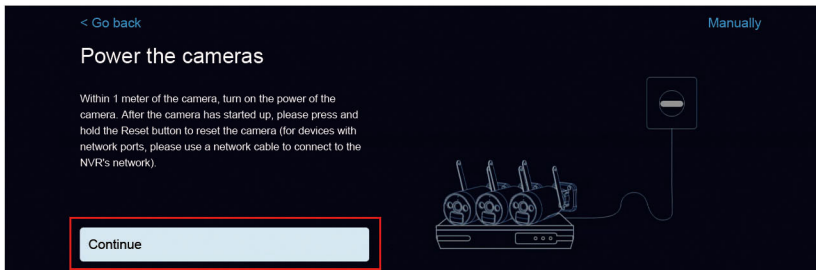 < Go back
Manually
Power the cameras
Within 1 meter of the camera, turn on the power of the
camera. After the camera has started up, please press and
hold the Reset button to reset the camera (for devices with
network ports, please use a network cable to connect to the
NVR's network).
Continue